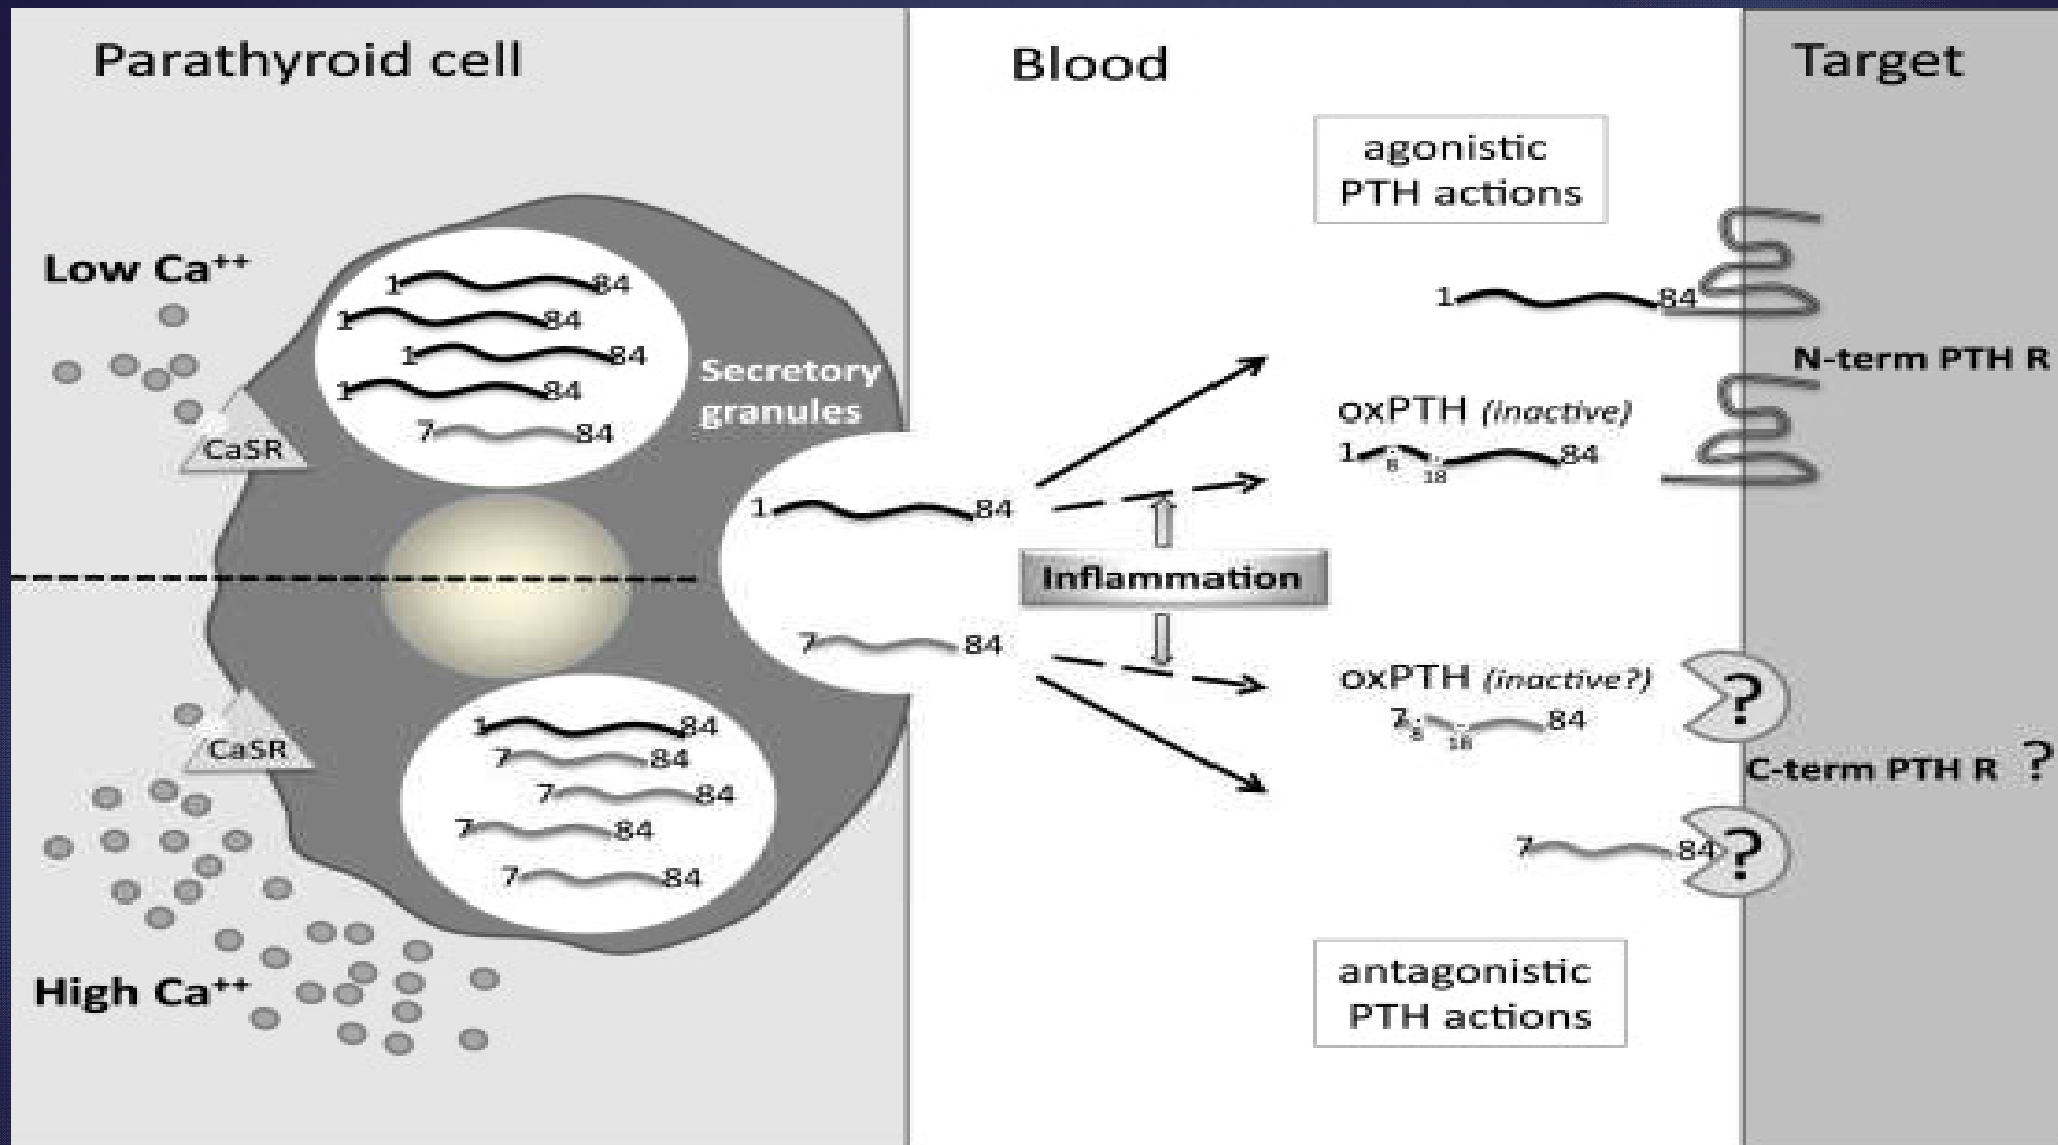 Parathyroid cell
Blood
Target
agonistic
PTH actions
Low Ca⁺⁺
1 84
1 84
1 84
1 84
7 84
Secretory
granules
CaSR
1 84
N-term PTH R
oxPTH (inactive)
1 8 18 84
1 84
Inflammation
7 84
oxPTH (inactive?)
7 8 18 84
?
C-term PTH R ?
7 84
?
CaSR
1 84
7 84
7 84
7 84
7 84
High Ca⁺⁺
antagonistic
PTH actions